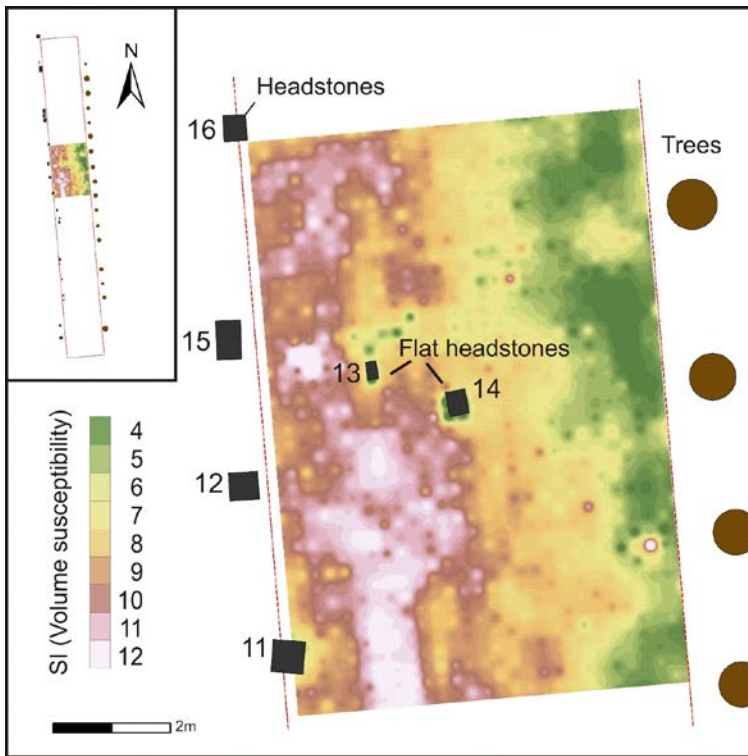 N
Headstones
16
Trees
15
Flat headstones
13
14
12
11
SI (Volume susceptibility)
4
5
6
7
8
9
10
11
12
2m